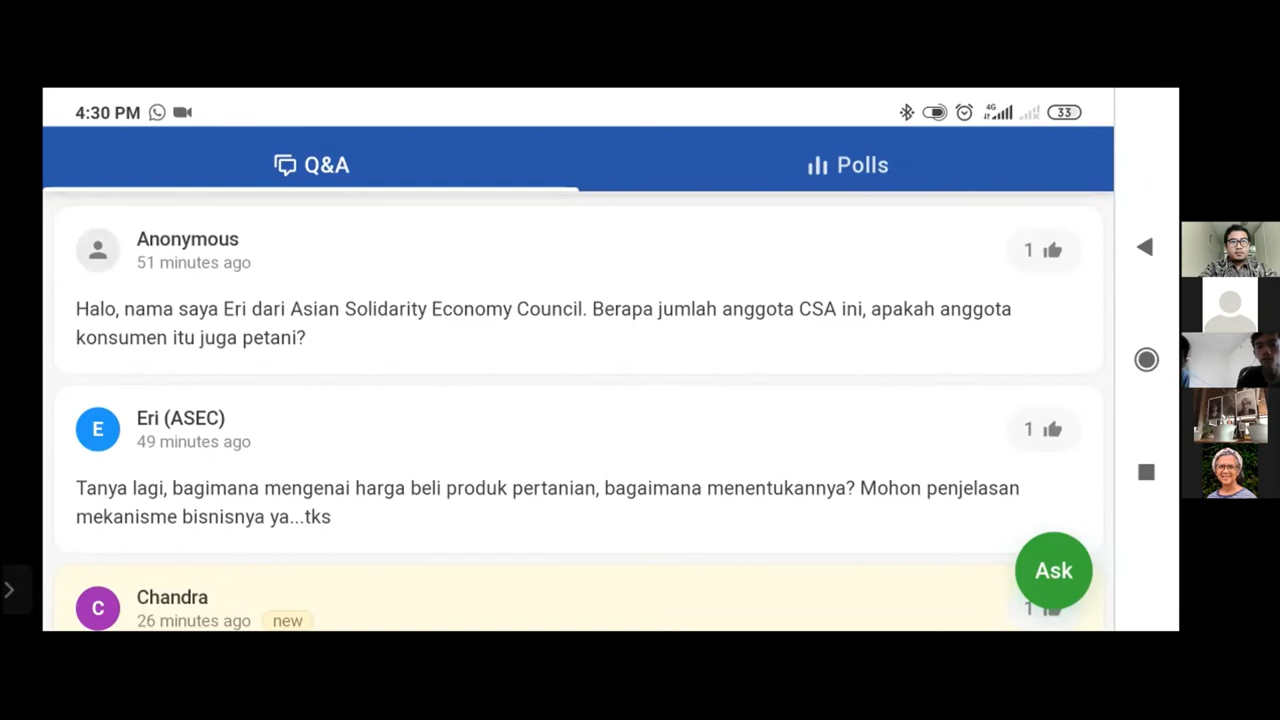 4:30 PM 4G 33
Q&A Polls
Anonymous
51 minutes ago
1
Halo, nama saya Eri dari Asian Solidarity Economy Council. Berapa jumlah anggota CSA ini, apakah anggota
konsumen itu juga petani?
E
Eri (ASEC)
49 minutes ago
1
Tanya lagi, bagimana mengenai harga beli produk pertanian, bagaimana menentukannya? Mohon penjelasan
mekanisme bisnisnya ya...tks
Ask
C
Chandra
26 minutes ago new
1